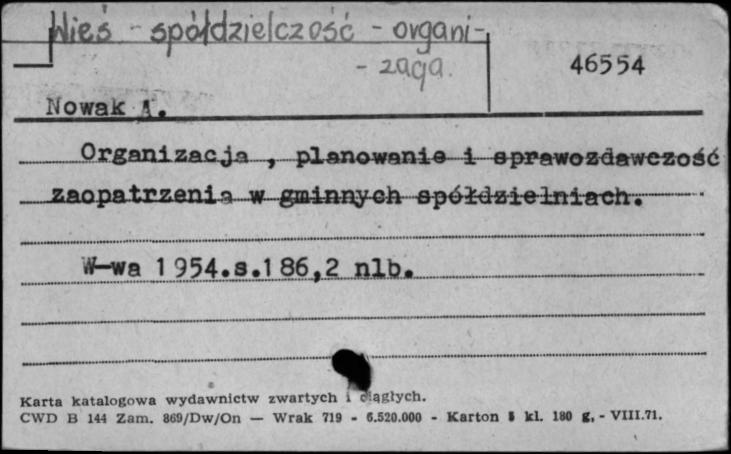 Wieś - spółdzielczość - organi-
- zacja.
46554
Nowak A.
Organizacja , planowanie i sprawozdawczość
zaopatrzenia w gminnych spółdzielniach.
W-wa 1954.s.186,2 nlb.
Karta katalogowa wydawnictw zwartych i ciągłych.
CWD B 144 Zam. 869/Dw/On — Wrak 719 - 6.520.000 - Karton kl. 180 g. - VIII.71.